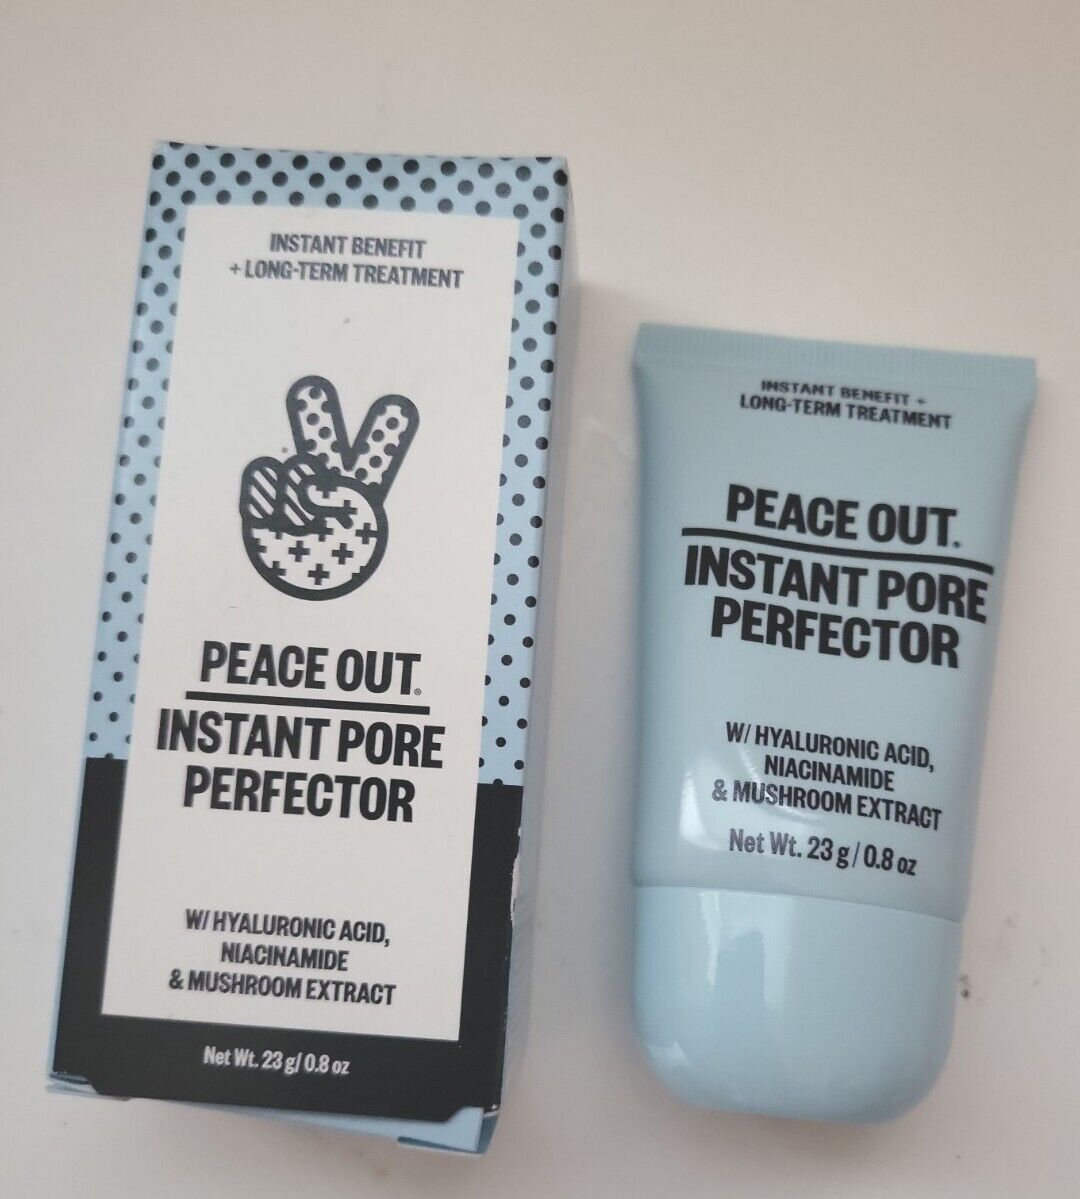 INSTANT BENEFIT
+ LONG-TERM TREATMENT
PEACE OUT®
INSTANT PORE
PERFECTOR
W/ HYALURONIC ACID,
NIACINAMIDE
& MUSHROOM EXTRACT
Net Wt. 23 g/ 0.8 oz
INSTANT BENEFIT +
LONG-TERM TREATMENT
PEACE OUT®
INSTANT PORE
PERFECTOR
W/ HYALURONIC ACID,
NIACINAMIDE
& MUSHROOM EXTRACT
Net Wt. 23 g / 0.8 oz